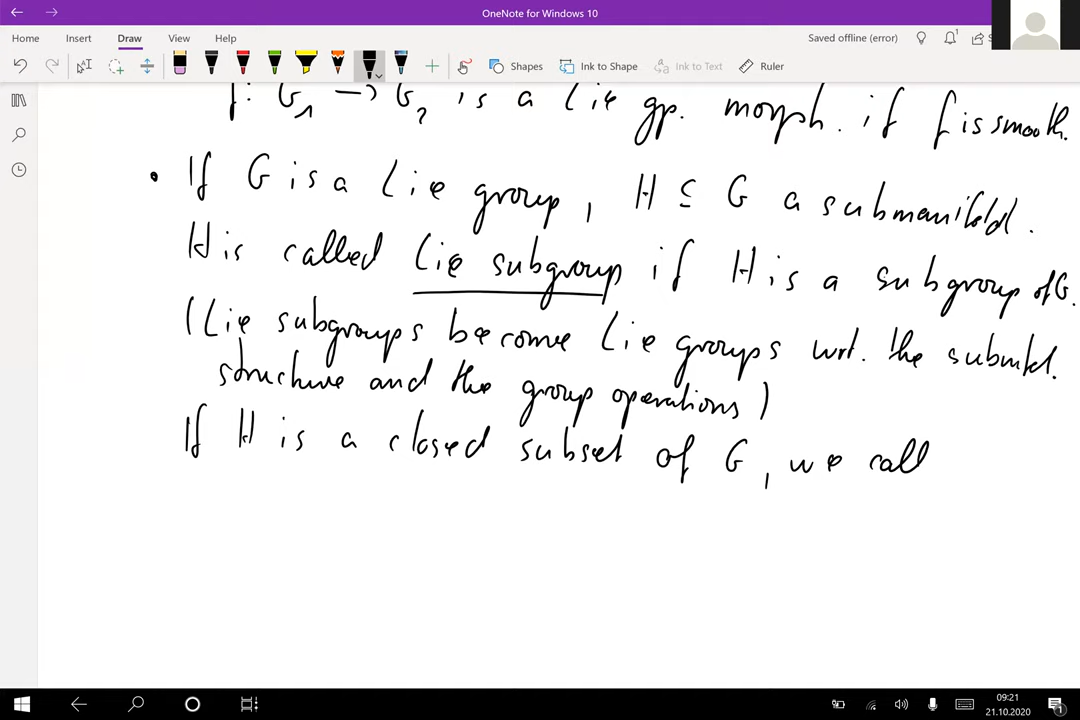 OneNote for Windows 10
Home Insert Draw View Help
Saved offline (error)
Shapes Ink to Shape Ink to Text Ruler
f: G₁ → G₂ is a Lie gp. morph. if f is smooth.
• If G is a Lie group, H ⊆ G a submanifold.
H is called Lie subgroup if H is a subgroup of G.
(Lie subgroups become Lie groups wrt. the submfd.
structure and the group operations)
If H is a closed subset of G, we call
09:21
21.10.2020